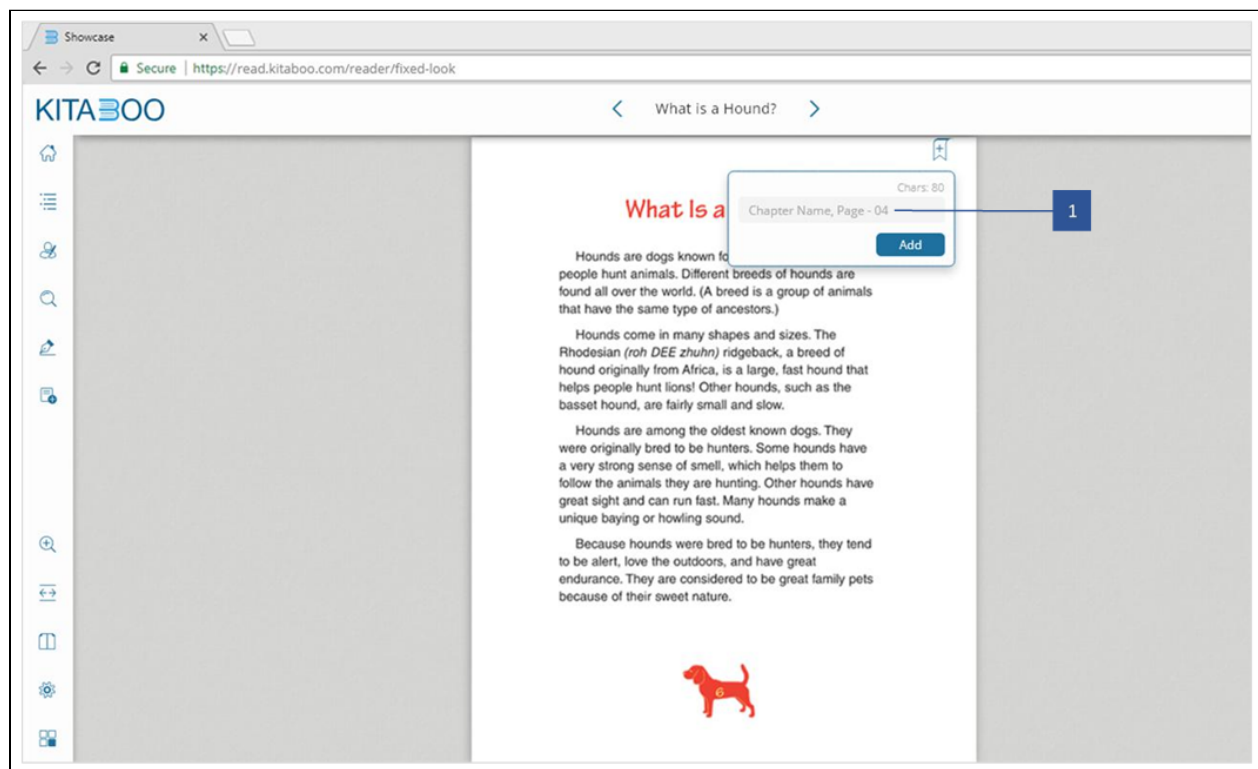 Showcase
Secure | https://read.kitaboo.com/reader/fixed-look
KITABOO
What is a Hound?
Chars: 80
What Is a
Chapter Name, Page - 04
1
Add
Hounds are dogs known fo
people hunt animals. Different breeds of hounds are
found all over the world. (A breed is a group of animals
that have the same type of ancestors.)
Hounds come in many shapes and sizes. The
Rhodesian (roh DEE zhuhn) ridgeback, a breed of
hound originally from Africa, is a large, fast hound that
helps people hunt lions! Other hounds, such as the
basset hound, are fairly small and slow.
Hounds are among the oldest known dogs. They
were originally bred to be hunters. Some hounds have
a very strong sense of smell, which helps them to
follow the animals they are hunting. Other hounds have
great sight and can run fast. Many hounds make a
unique baying or howling sound.
Because hounds were bred to be hunters, they tend
to be alert, love the outdoors, and have great
endurance. They are considered to be great family pets
because of their sweet nature.
6